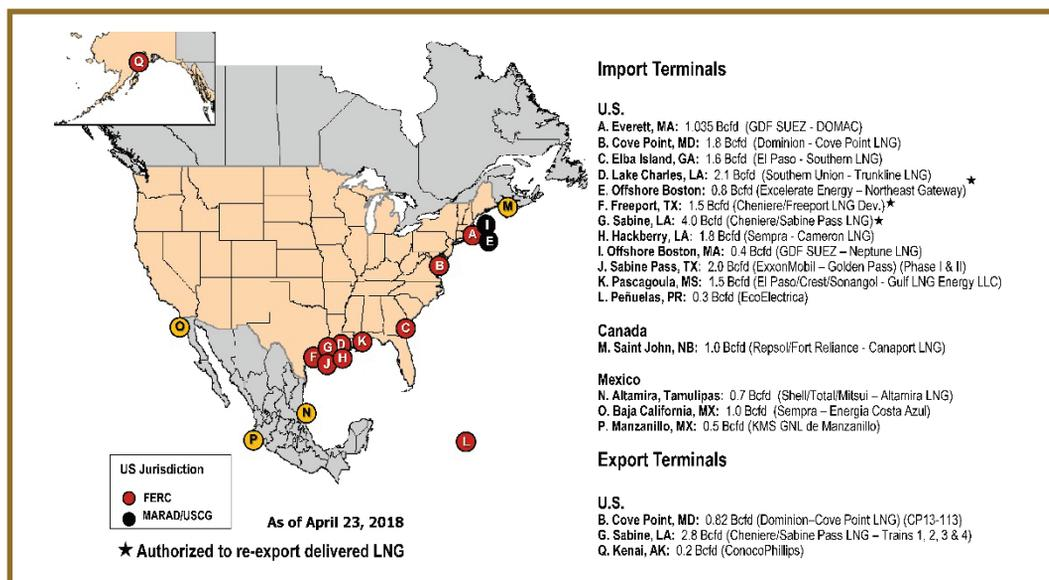 Q
M
I
A
E
B
O
C
G
D
K
F
J
H
N
P
L
US Jurisdiction
FERC
MARAD/USCG
As of April 23, 2018
★ Authorized to re-export delivered LNG
Import Terminals
U.S.
A. Everett, MA: 1.035 Bcfd (GDF SUEZ - DOMAC)
B. Cove Point, MD: 1.8 Bcfd (Dominion - Cove Point LNG)
C. Elba Island, GA: 1.6 Bcfd (El Paso - Southern LNG)
D. Lake Charles, LA: 2.1 Bcfd (Southern Union - Trunkline LNG)
E. Offshore Boston: 0.8 Bcfd (Excelerate Energy – Northeast Gateway) ★
F. Freeport, TX: 1.5 Bcfd (Cheniere/Freeport LNG Dev.) ★
G. Sabine, LA: 4.0 Bcfd (Cheniere/Sabine Pass LNG) ★
H. Hackberry, LA: 1.8 Bcfd (Sempra - Cameron LNG)
I. Offshore Boston, MA: 0.4 Bcfd (GDF SUEZ – Neptune LNG)
J. Sabine Pass, TX: 2.0 Bcfd (ExxonMobil – Golden Pass) (Phase I & II)
K. Pascagoula, MS: 1.5 Bcfd (El Paso/Crest/Sonangol - Gulf LNG Energy LLC)
L. Peñuelas, PR: 0.3 Bcfd (EcoElectrica)
Canada
M. Saint John, NB: 1.0 Bcfd (Repsol/Fort Reliance - Canaport LNG)
Mexico
N. Altamira, Tamulipas: 0.7 Bcfd (Shell/Total/Mitsui – Altamira LNG)
O. Baja California, MX: 1.0 Bcfd (Sempra – Energia Costa Azul)
P. Manzanillo, MX: 0.5 Bcfd (KMS GNL de Manzanillo)
Export Terminals
U.S.
B. Cove Point, MD: 0.82 Bcfd (Dominion–Cove Point LNG) (CP13-113)
G. Sabine, LA: 2.8 Bcfd (Cheniere/Sabine Pass LNG – Trains 1, 2, 3 & 4)
Q. Kenai, AK: 0.2 Bcfd (ConocoPhillips)